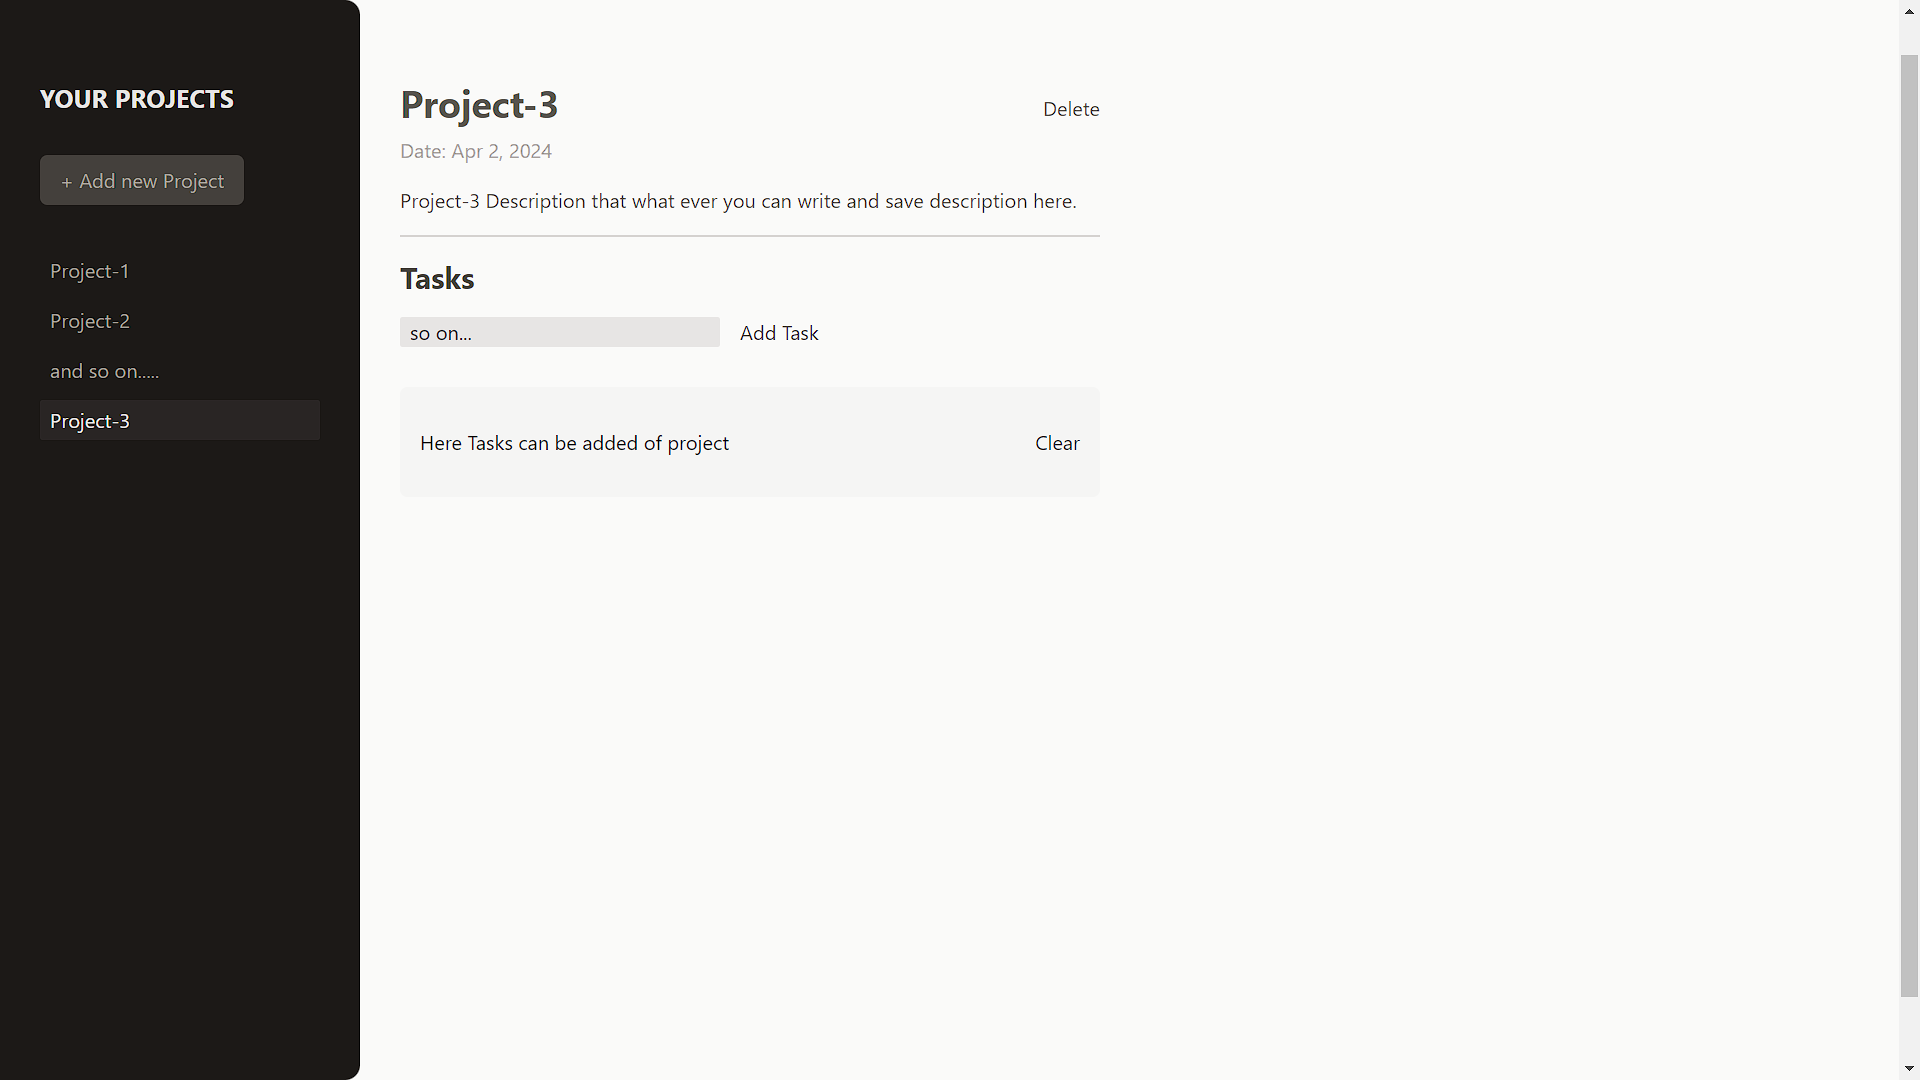 YOUR PROJECTS
+ Add new Project
Project-1
Project-2
and so on.....
Project-3
Project-3
Delete
Date: Apr 2, 2024
Project-3 Description that what ever you can write and save description here.
Tasks
so on...
Add Task
Here Tasks can be added of project
Clear